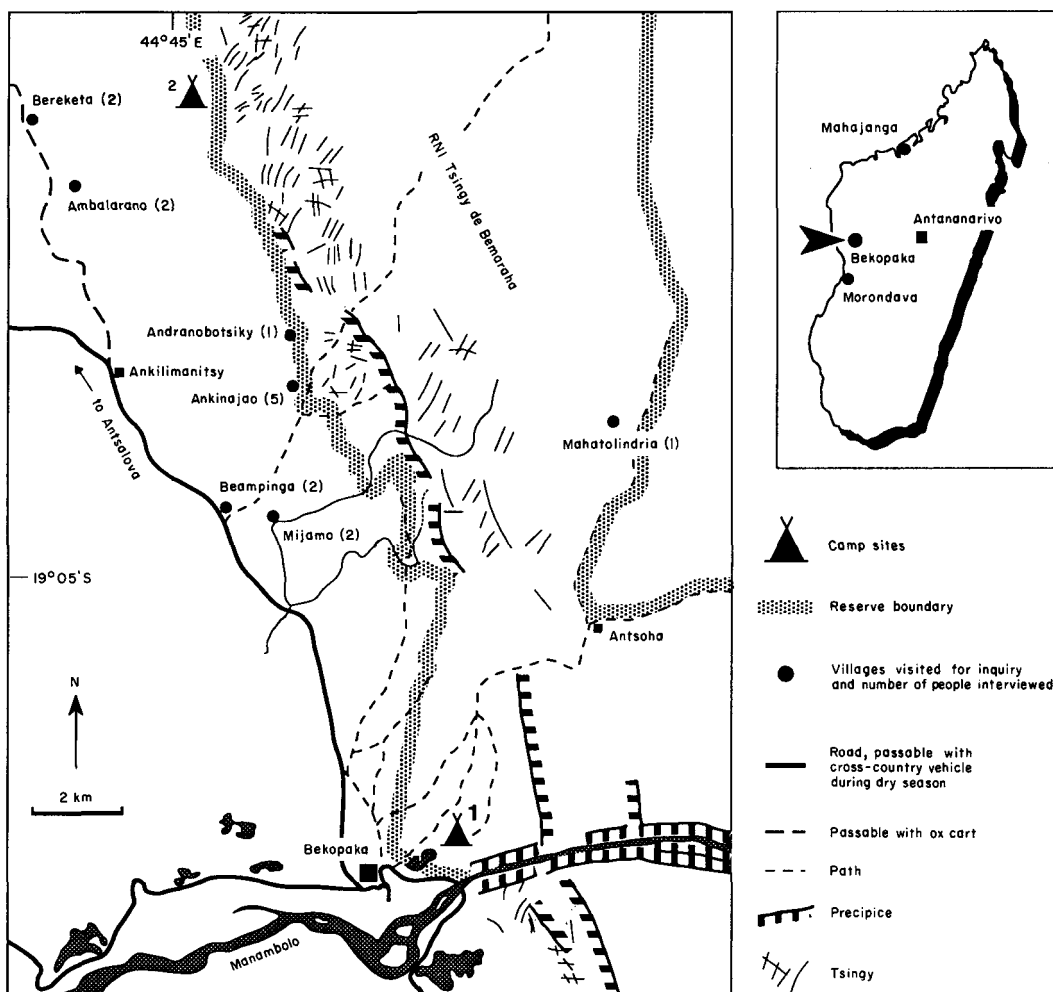 44°45' E
2
Bereketa (2)
Ambalarano (2)
RNI Tsingy de Bemaraha
Andranobotsiky (1)
Ankilimanitsy
Ankinajao (5)
to Antsalova
Mahatolindria (1)
Beampinga (2)
Mijamo (2)
19°05' S
Antsoha
N
2 km
1
Bekopaka
Manambolo
Mahajanga
Antananarivo
Bekopaka
Morondava
Camp sites
Reserve boundary
Villages visited for inquiry
and number of people interviewed
Road, passable with
cross-country vehicle
during dry season
Passable with ox cart
Path
Precipice
Tsingy